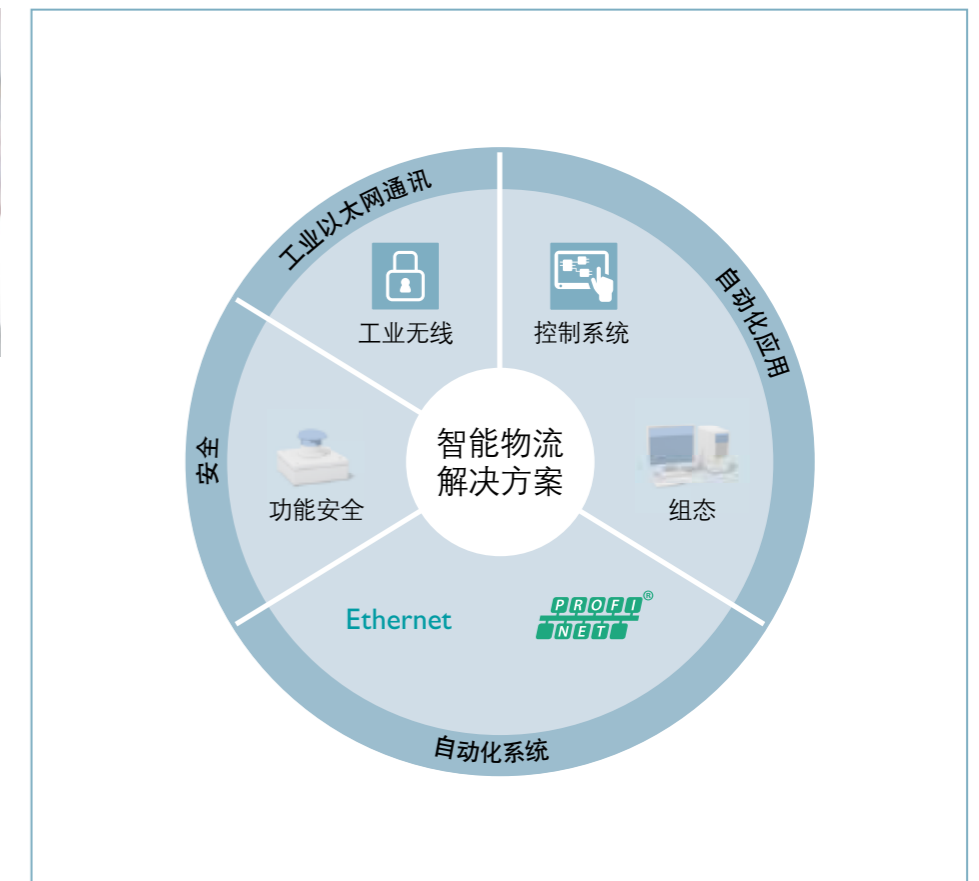 工业以太网通讯
自动化应用
工业无线
控制系统
安全
智能物流
解决方案
功能安全
组态
Ethernet
PROFI®
NET
自动化系统